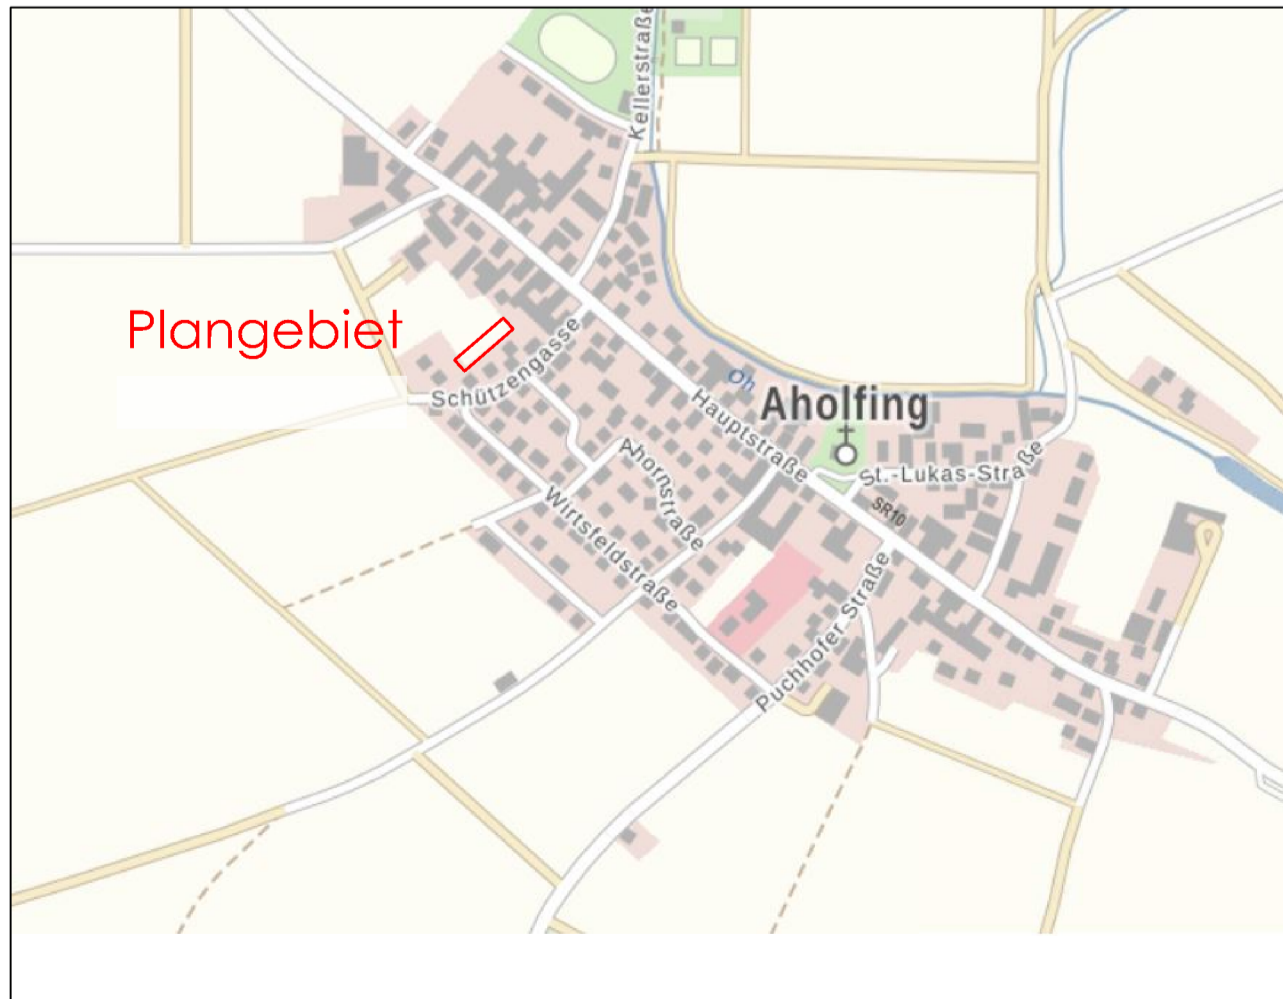 Kellerstraße
Plangebiet
Schützengasse
Oh
Aholfing
Hauptstraße
Ahornstraße
St.-Lukas-Straße
SR10
Wirtsfeldstraße
Puchhofer Straße